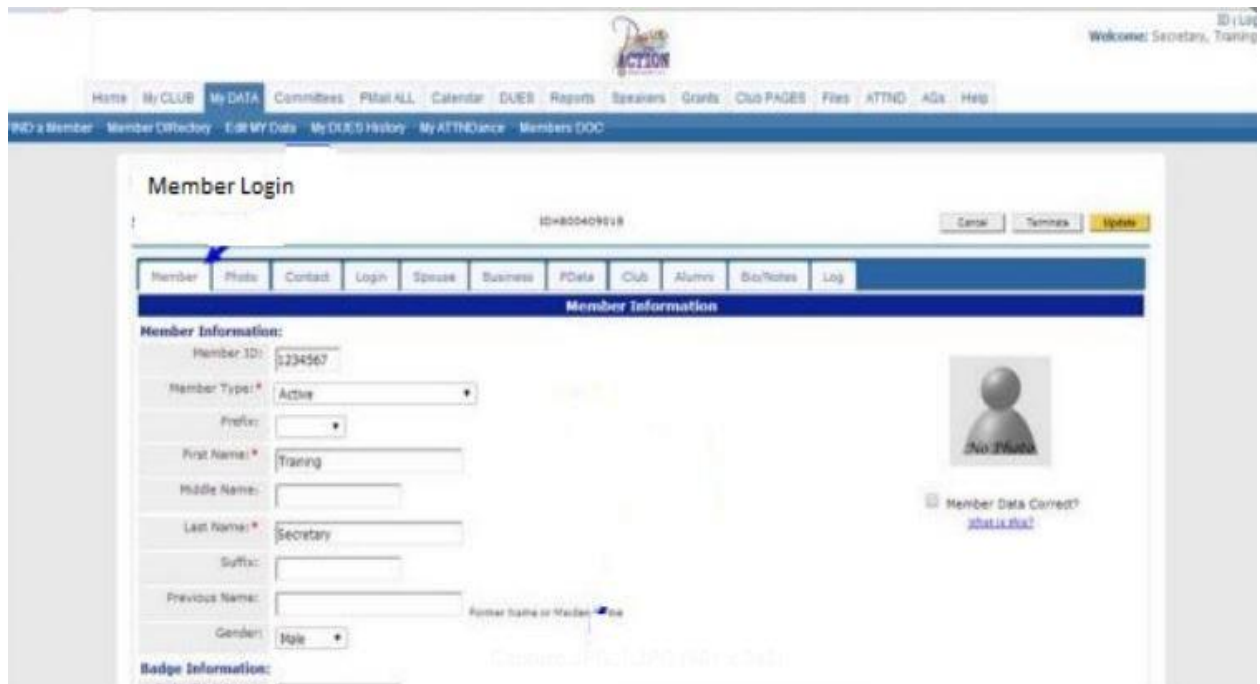 ID | Log
Welcome: Secretary, Training
ACTION
Home My CLUB My DATA Committees PMail ALL Calendar DUES Reports Speakers Grants Club PAGES Files ATTND AGs Help
FIND a Member Member DIRectory Edit MY Data My DUES History My ATTNDance Members DOC
Member Login
Cancel Terminate Update
Member Photo Contact Login Spouse Business PData Club Alumni Bio/Notes Log
Member Information
Member Information:
Member ID: 1234567
Member Type:* Active
Prefix:
First Name:* Training
No Photo
Middle Name:
Member Data Correct?
Last Name:* Secretary
What is this?
Suffix:
Previous Name:
Former Name or Maiden
Gender: Male
Badge Information: